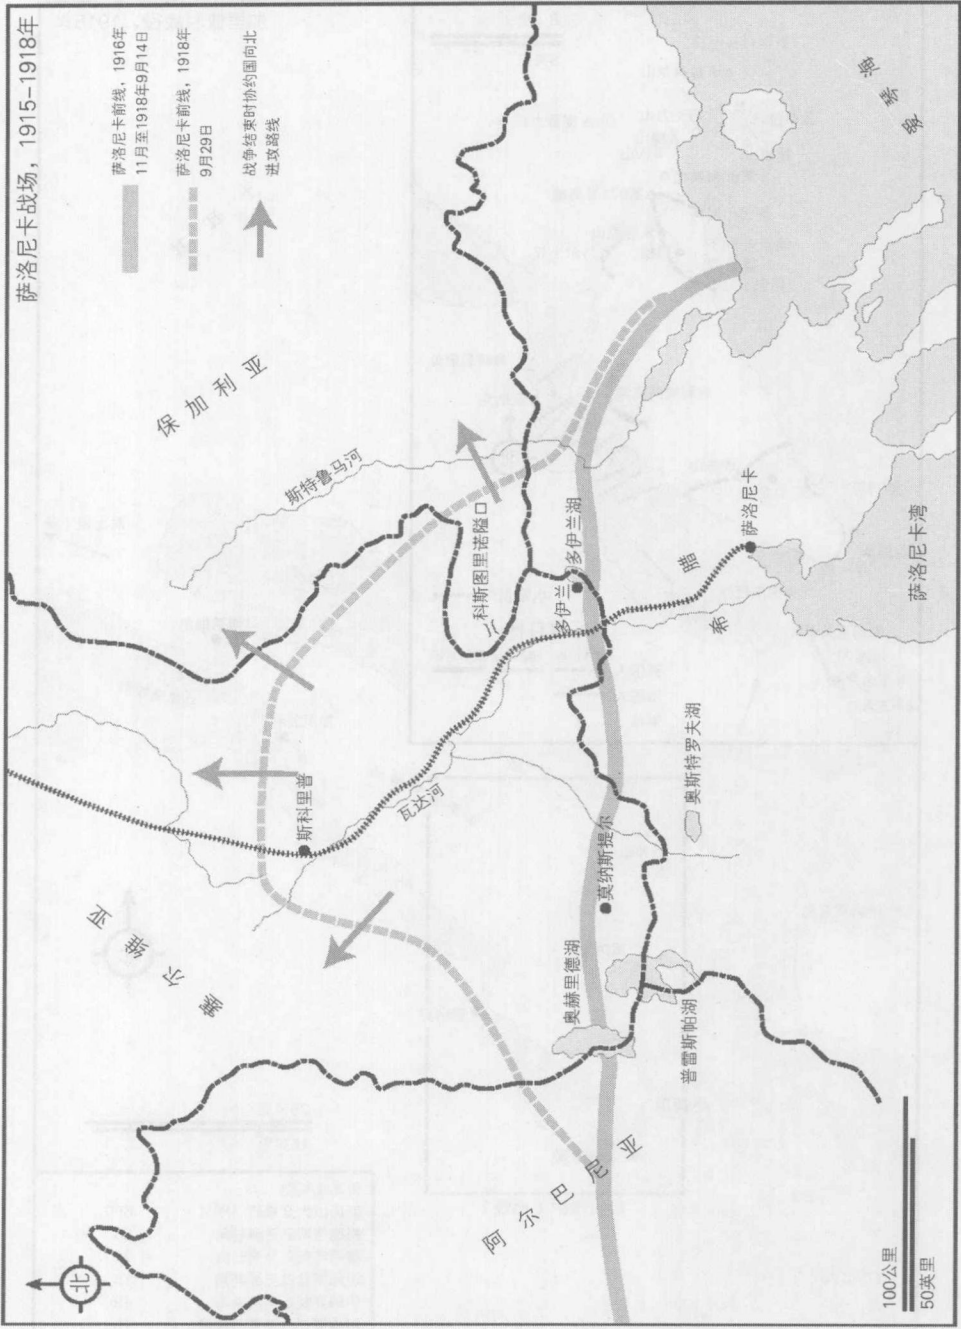 萨洛尼卡战场，1915-1918年
萨洛尼卡前线，1916年
11月至1918年9月14日
萨洛尼卡前线，1918年
9月29日
战争结束时协约国向北
进攻路线
北
塞尔维亚
保加利亚
斯特鲁马河
斯科里普
瓦达河
科斯图里诺隘口
多伊兰
多伊兰湖
阿尔巴尼亚
奥赫里德湖
莫纳斯提尔
普雷斯帕湖
奥斯特罗夫湖
希腊
萨洛尼卡
萨洛尼卡湾
爱琴海
100公里
50英里